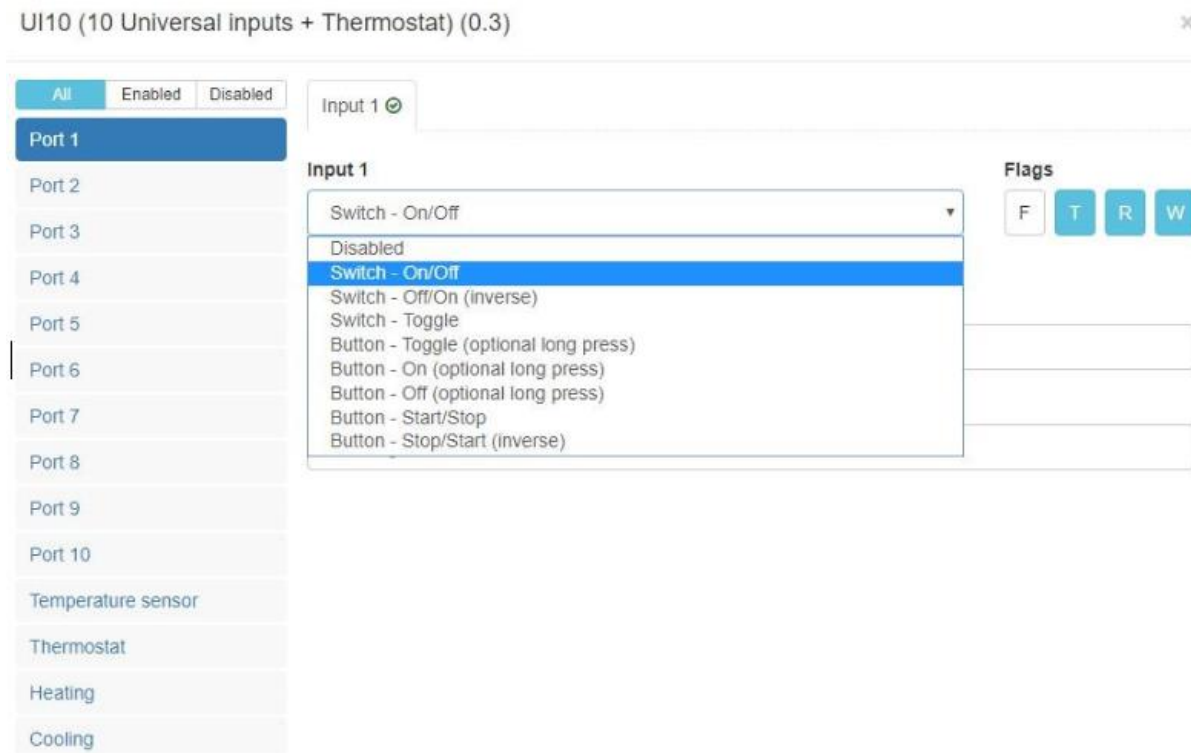 UI10 (10 Universal inputs + Thermostat) (0.3)
×
All Enabled Disabled
Port 1
Port 2
Port 3
Port 4
Port 5
Port 6
Port 7
Port 8
Port 9
Port 10
Temperature sensor
Thermostat
Heating
Cooling
Input 1
Input 1
Switch - On/Off
Disabled
Switch - On/Off
Switch - Off/On (inverse)
Switch - Toggle
Button - Toggle (optional long press)
Button - On (optional long press)
Button - Off (optional long press)
Button - Start/Stop
Button - Stop/Start (inverse)
Flags
F T R W